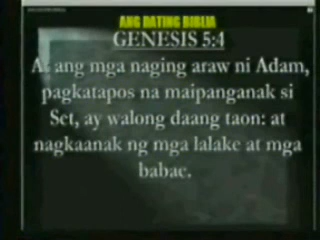 ANG DATING BIBLIA
GENESIS 5:4
At ang mga naging araw ni Adam,
pagkatapos na maipanganak si
Set, ay walong daang taon: at
nagkaanak ng mga lalake at mga
babae.